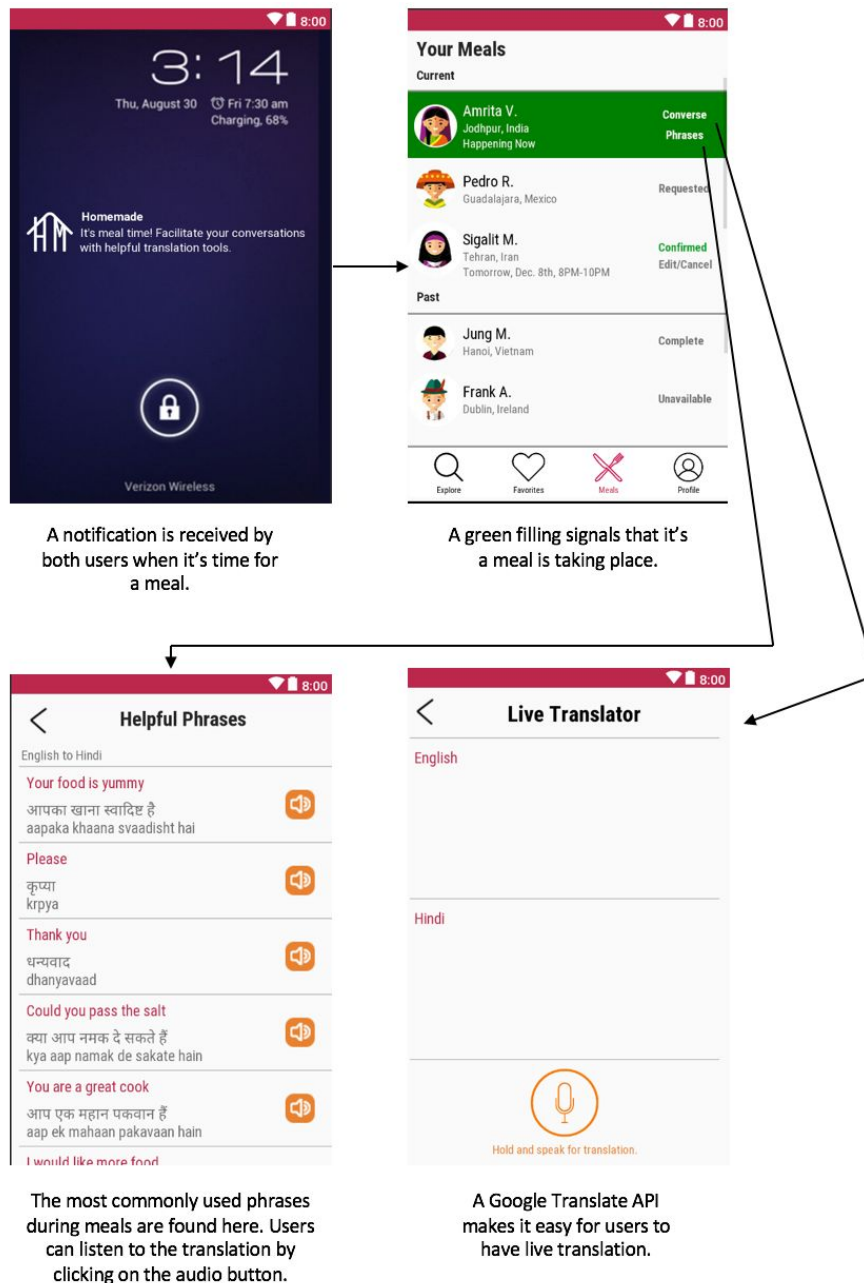 8:00
3:14
Thu, August 30 Fri 7:30 am
Charging, 68%
Homemade
It's meal time! Facilitate your conversations
with helpful translation tools.
Verizon Wireless
A notification is received by
both users when it's time for
a meal.
8:00
Your Meals
Current
Amrita V.
Jodhpur, India
Happening Now
Converse
Phrases
Pedro R.
Guadalajara, Mexico
Requested
Sigalit M.
Tehran, Iran
Tomorrow, Dec. 8th, 8PM-10PM
Confirmed
Edit/Cancel
Past
Jung M.
Hanoi, Vietnam
Complete
Frank A.
Dublin, Ireland
Unavailable
Explore Favorites Meals Profile
A green filling signals that it's
a meal is taking place.
8:00
Helpful Phrases
English to Hindi
Your food is yummy
आपका खाना स्वादिष्ट है
aapaka khaana svaadisht hai
Please
कृप्या
krpya
Thank you
धन्यवाद
dhanyavaad
Could you pass the salt
क्या आप नमक दे सकते हैं
kya aap namak de sakate hain
You are a great cook
आप एक महान पकवान हैं
aap ek mahaan pakavaan hain
I would like more food
The most commonly used phrases
during meals are found here. Users
can listen to the translation by
clicking on the audio button.
8:00
Live Translator
English
Hindi
Hold and speak for translation.
A Google Translate API
makes it easy for users to
have live translation.